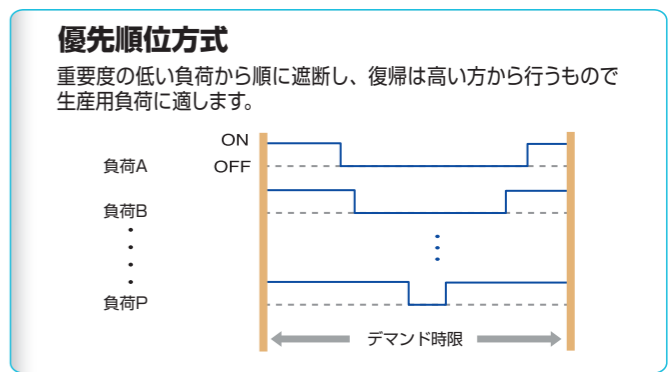 優先順位方式
重要度の低い負荷から順に遮断し、復帰は高い方から行うもので
生産用負荷に適します。
ON
負荷A OFF
負荷B
負荷P
デマンド時限